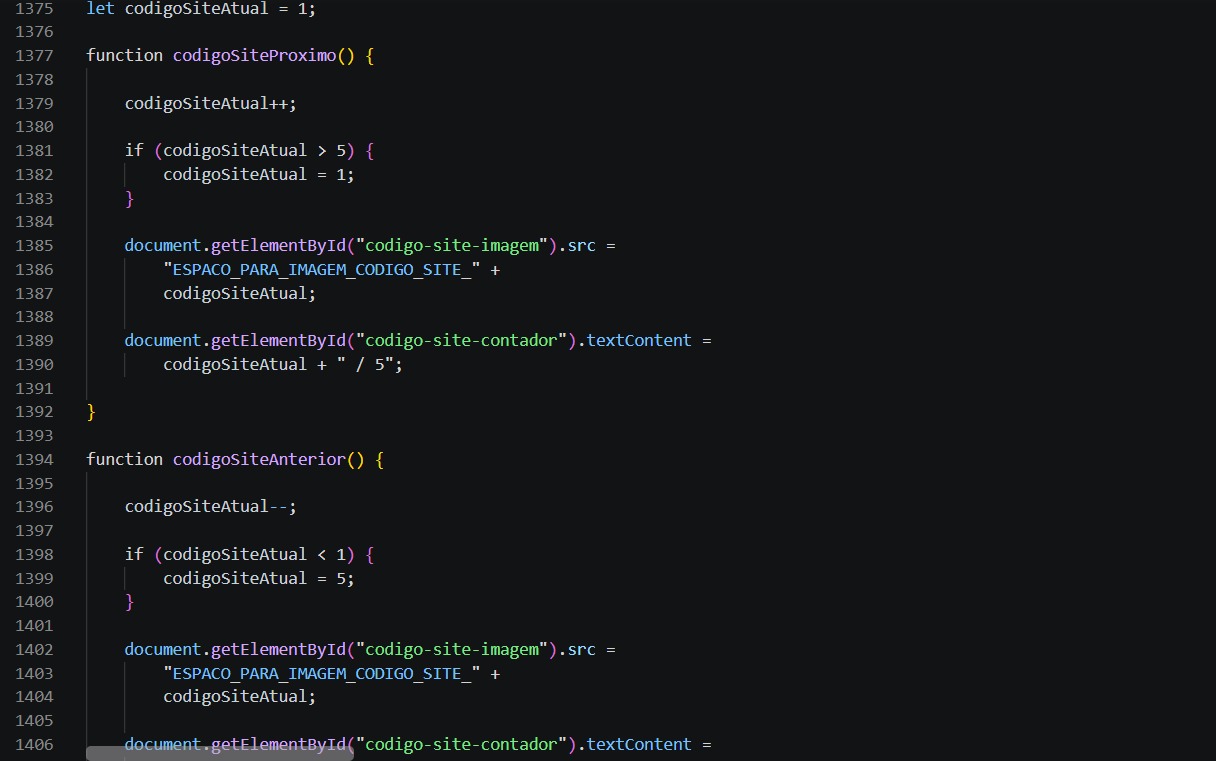 1375 let codigoSiteAtual = 1;
1376
1377 function codigoSiteProximo() {
1378
1379 codigoSiteAtual++;
1380
1381 if (codigoSiteAtual > 5) {
1382 codigoSiteAtual = 1;
1383 }
1384
1385 document.getElementById("codigo-site-imagem").src =
1386 "ESPACO_PARA_IMAGEM_CODIGO_SITE_" +
1387 codigoSiteAtual;
1388
1389 document.getElementById("codigo-site-contador").textContent =
1390 codigoSiteAtual + " / 5";
1391
1392 }
1393
1394 function codigoSiteAnterior() {
1395
1396 codigoSiteAtual--;
1397
1398 if (codigoSiteAtual < 1) {
1399 codigoSiteAtual = 5;
1400 }
1401
1402 document.getElementById("codigo-site-imagem").src =
1403 "ESPACO_PARA_IMAGEM_CODIGO_SITE_" +
1404 codigoSiteAtual;
1405
1406 document.getElementById("codigo-site-contador").textContent =